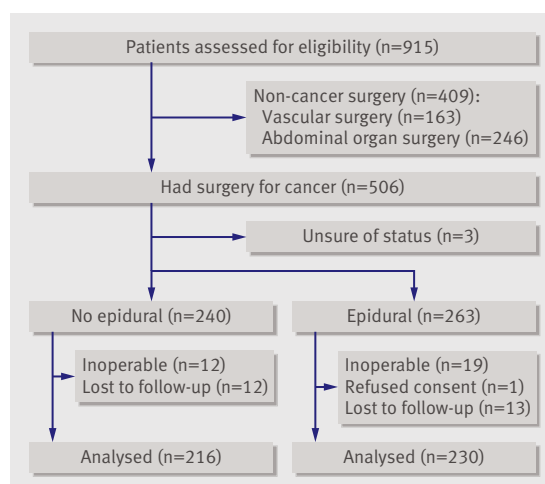 Patients assessed for eligibility (n=915)
Non-cancer surgery (n=409):
Vascular surgery (n=163)
Abdominal organ surgery (n=246)
Had surgery for cancer (n=506)
Unsure of status (n=3)
No epidural (n=240)
Epidural (n=263)
Inoperable (n=12)
Lost to follow-up (n=12)
Inoperable (n=19)
Refused consent (n=1)
Lost to follow-up (n=13)
Analysed (n=216)
Analysed (n=230)